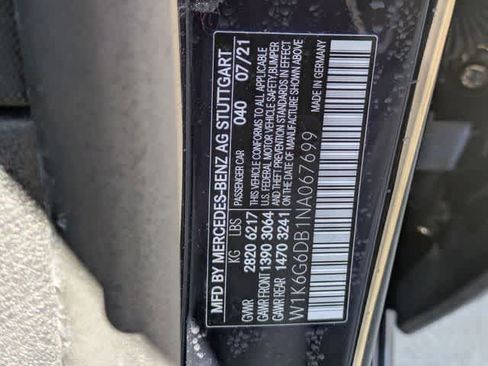 MFD BY MERCEDES-BENZ AG STUTTGART
PASSENGER CAR 040 07/21
KG LBS
GVWR 2820 6217
GAWR FRONT 1390 3064
GAWR REAR 1470 3241
THIS VEHICLE CONFORMS TO ALL APPLICABLE
U.S. FEDERAL MOTOR VEHICLE SAFETY,BUMPER
AND THEFT PREVENTION STANDARDS IN EFFECT
ON THE DATE OF MANUFACTURE SHOWN ABOVE.
MADE IN GERMANY
W1K6G6DB1NA067699